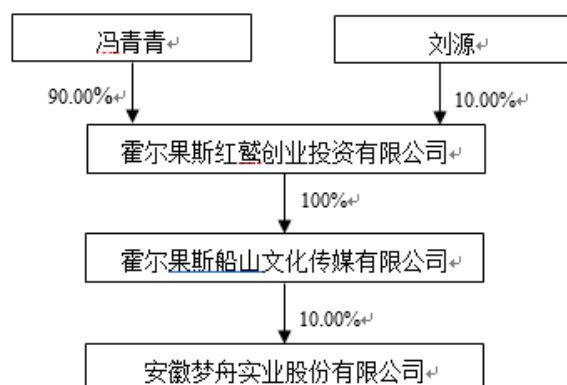 冯青青
刘源
90.00%
10.00%
霍尔果斯红鹫创业投资有限公司
100%
霍尔果斯船山文化传媒有限公司
10.00%
安徽梦舟实业股份有限公司